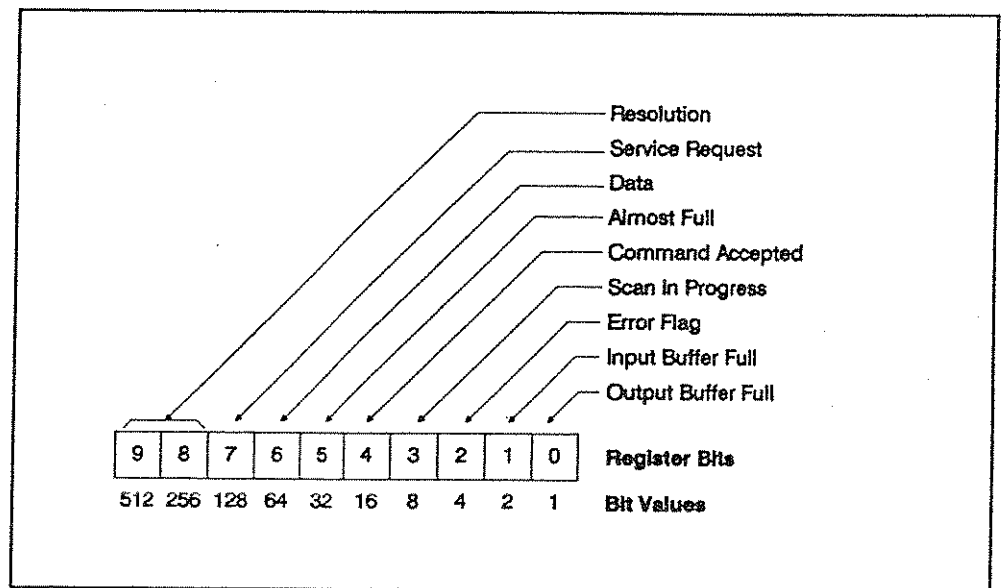 Resolution
Service Request
Data
Almost Full
Command Accepted
Scan In Progress
Error Flag
Input Buffer Full
Output Buffer Full
9 8 7 6 5 4 3 2 1 0 Register Bits
512 256 128 64 32 16 8 4 2 1 Bit Values